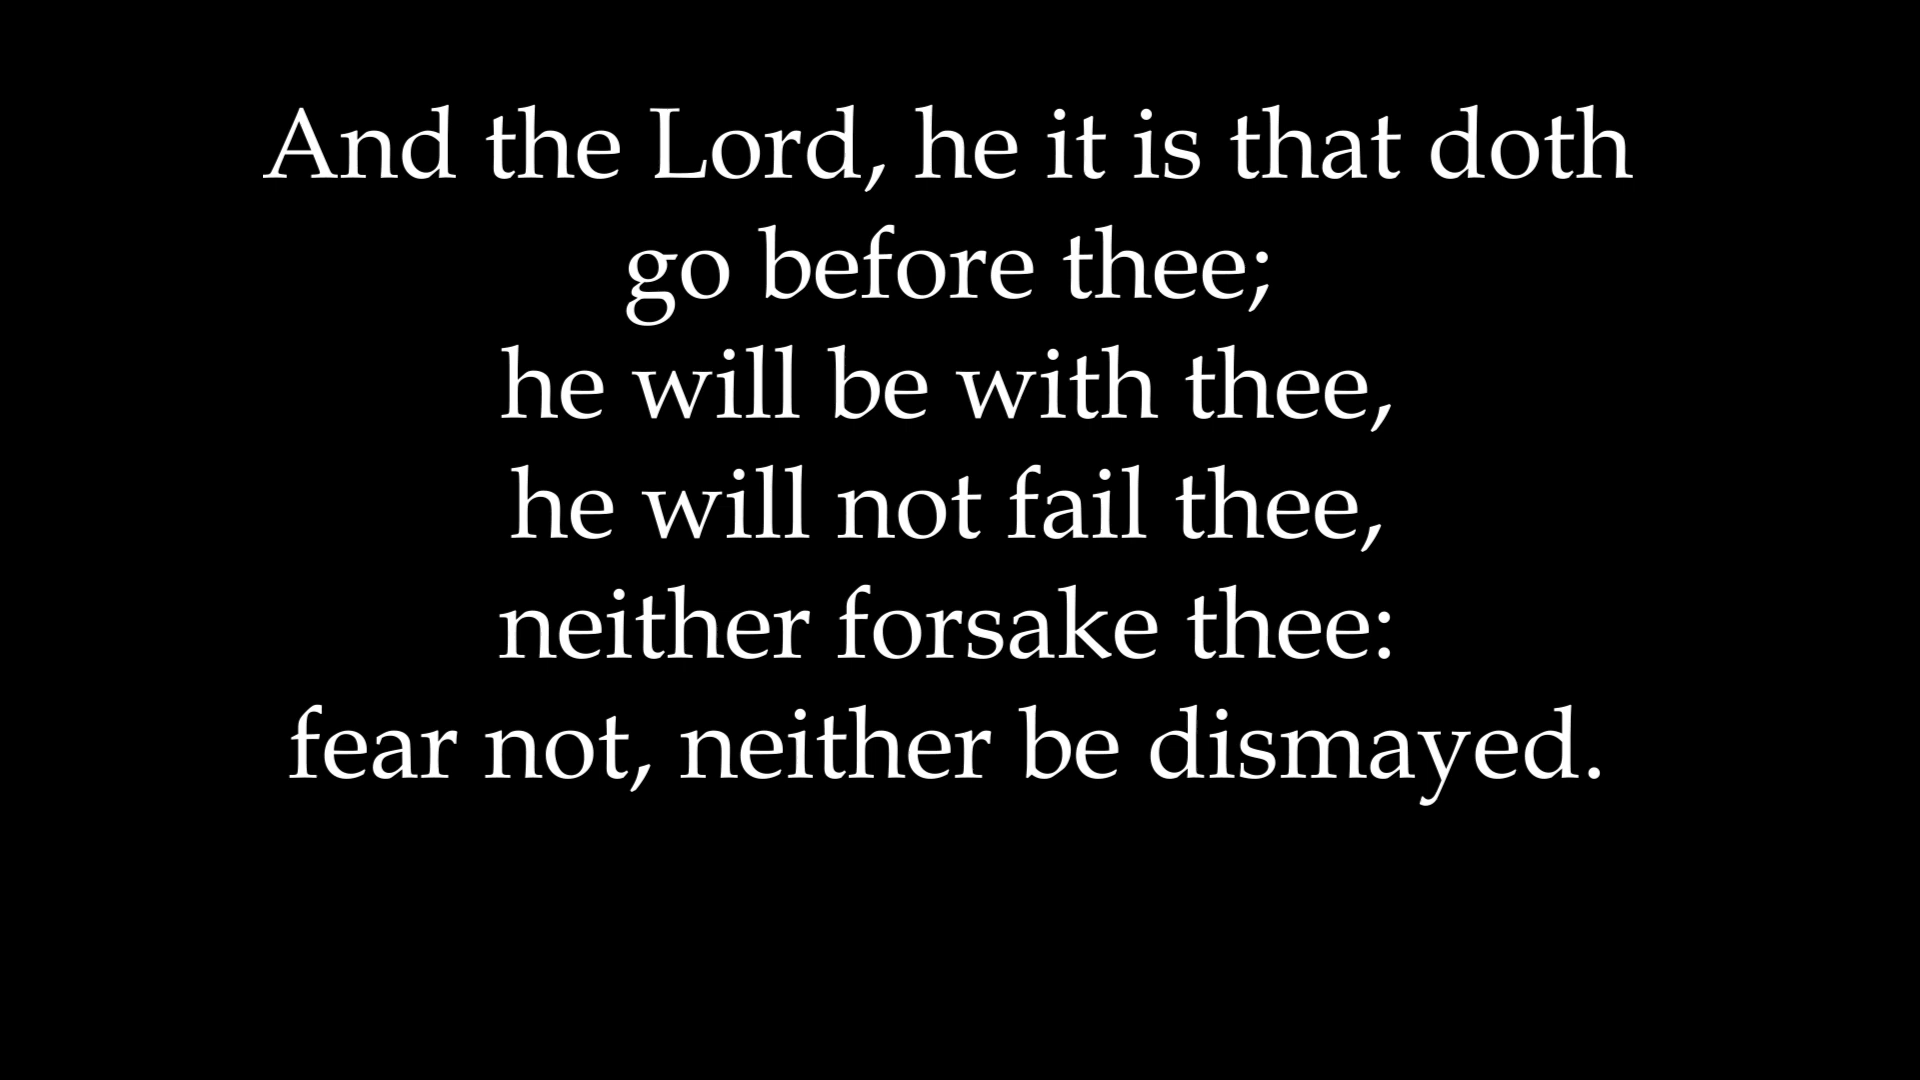 And the Lord, he it is that doth
go before thee;
he will be with thee,
he will not fail thee,
neither forsake thee:
fear not, neither be dismayed.